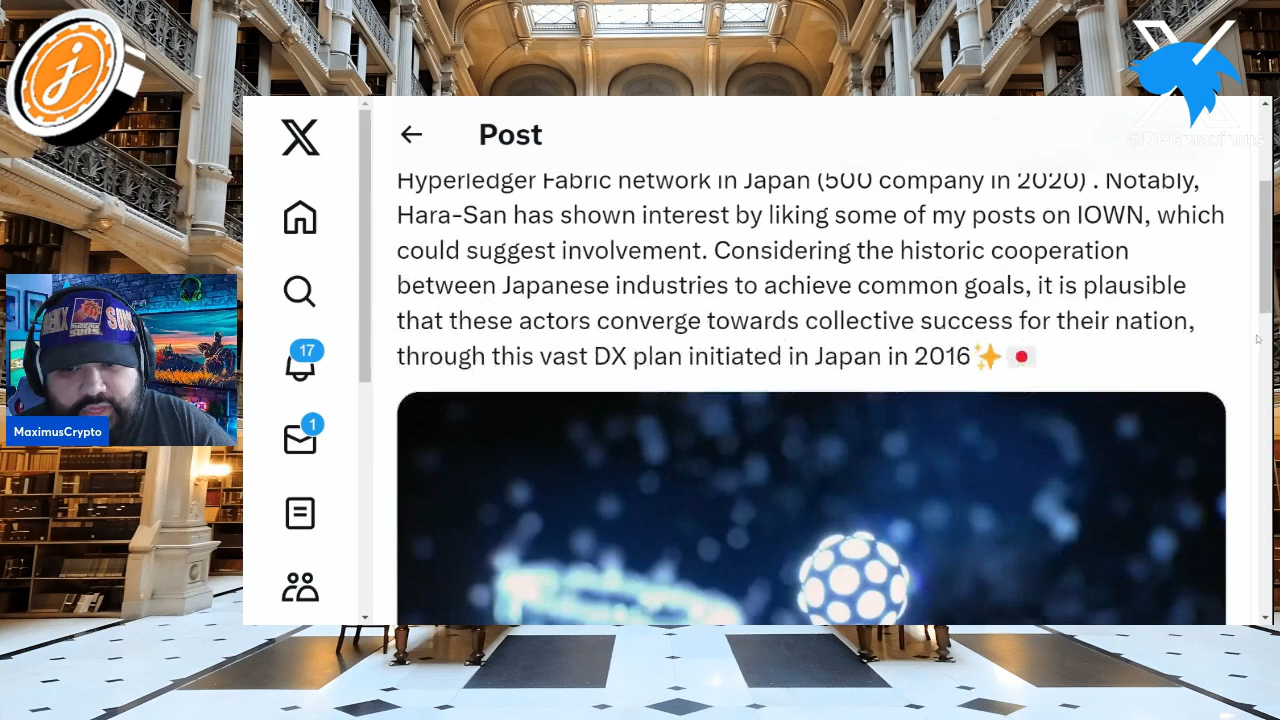 Post
Hyperledger Fabric network in Japan (500 company in 2020) . Notably,
Hara-San has shown interest by liking some of my posts on IOWN, which
could suggest involvement. Considering the historic cooperation
between Japanese industries to achieve common goals, it is plausible
that these actors converge towards collective success for their nation,
through this vast DX plan initiated in Japan in 2016✨🇯🇵
17
1
MaximusCrypto
@DPGmaximus
SUNS